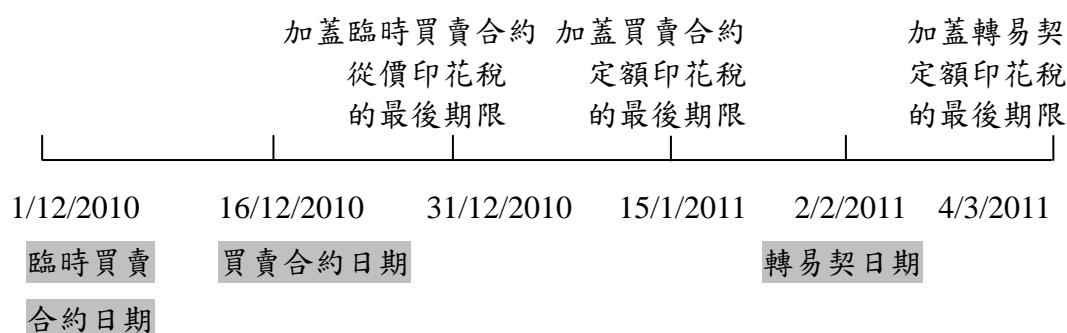 加蓋臨時買賣合約 加蓋買賣合約 加蓋轉易契
從價印花稅 定額印花稅 定額印花稅
的最後期限 的最後期限 的最後期限
1/12/2010 16/12/2010 31/12/2010 15/1/2011 2/2/2011 4/3/2011
臨時買賣 買賣合約日期 轉易契日期
合約日期